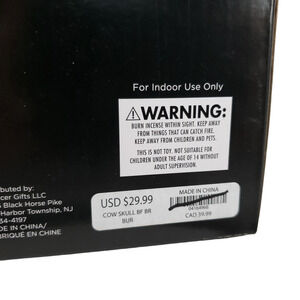 For Indoor Use Only
WARNING:
BURN INCENSE WITHIN SIGHT. KEEP AWAY
FROM THINGS THAT CAN CATCH FIRE.
KEEP AWAY FROM CHILDREN AND PETS.
THIS IS NOT TOY. NOT SUITABLE FOR
CHILDREN UNDER THE AGE OF 14 WITHOUT
ADULT SUPERVISION.
buted by:
cer Gifts LLC
Black Horse Pike
Harbor Township, NJ
34-4197
IN CHINA/
RIQUÉ EN CHINE
USD $29.99
COW SKULL BF BR
BUR
MADE IN CHINA
CAD 39.98